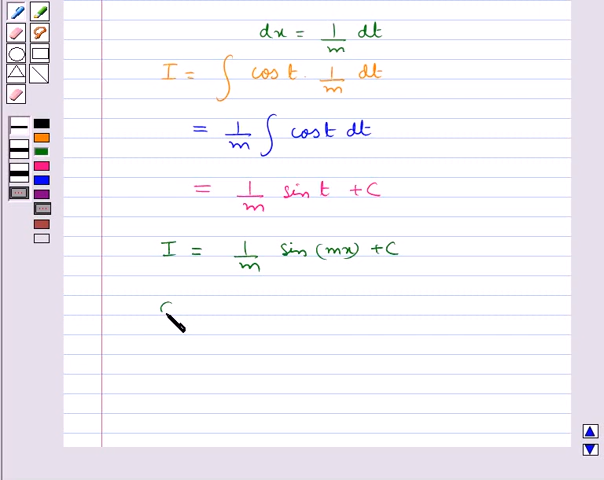 dx = 1/m dt
I = ∫ cos t · 1/m dt
= 1/m ∫ cos t dt
= 1/m sin t + C
I = 1/m sin (mx) + C